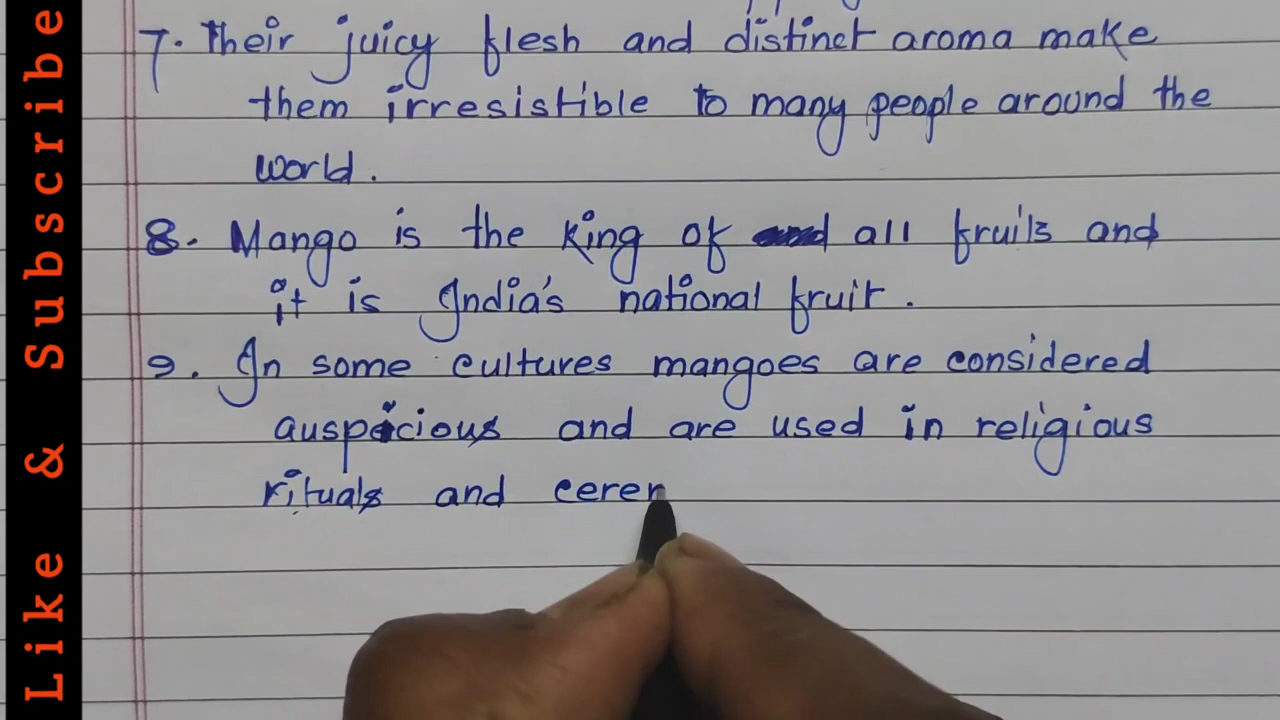 Like & Subscribe
7. Their juicy flesh and distinct aroma make
them irresistible to many people around the
world.
8. Mango is the king of all fruits and
it is India's national fruit.
9. In some cultures mangoes are considered
auspicious and are used in religious
rituals and cerem